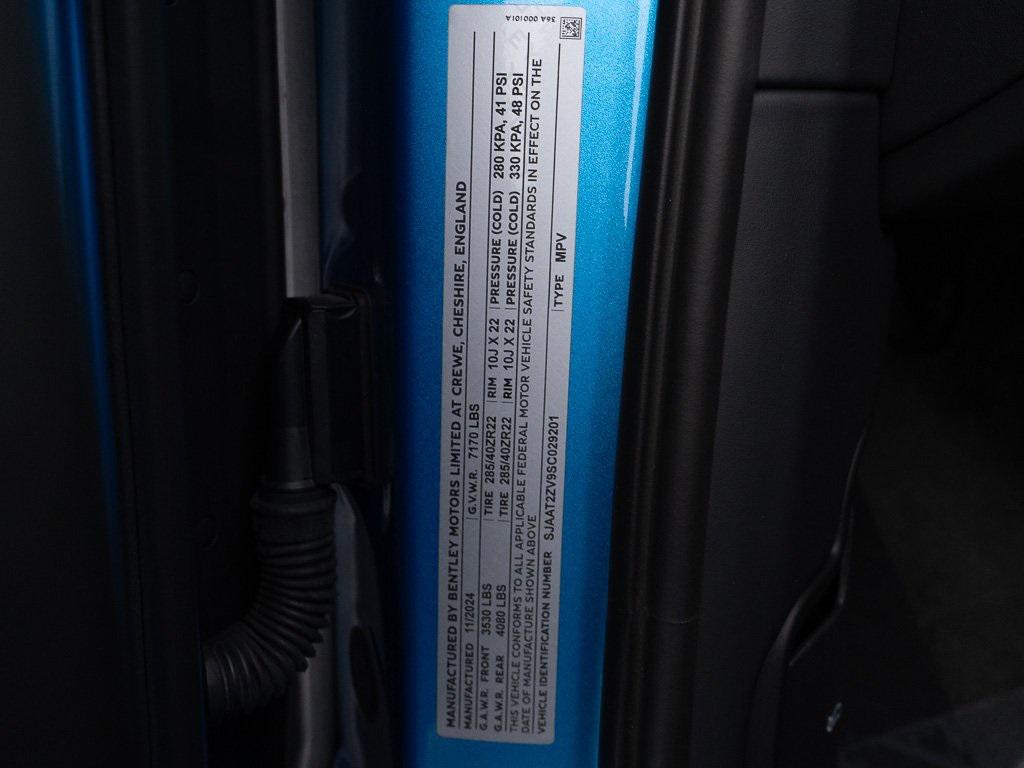 36A 000101A
MANUFACTURED BY BENTLEY MOTORS LIMITED AT CREWE, CHESHIRE, ENGLAND
MANUFACTURED 11/2024 G.V.W.R. 7170 LBS
G.A.W.R. FRONT 3530 LBS TIRE 285/40ZR22 RIM 10J X 22 PRESSURE (COLD) 280 KPA, 41 PSI
G.A.W.R. REAR 4080 LBS TIRE 285/40ZR22 RIM 10J X 22 PRESSURE (COLD) 330 KPA, 48 PSI
THIS VEHICLE CONFORMS TO ALL APPLICABLE FEDERAL MOTOR VEHICLE SAFETY STANDARDS IN EFFECT ON THE
DATE OF MANUFACTURE SHOWN ABOVE
VEHICLE IDENTIFICATION NUMBER SJAAT2ZV9SC029201 TYPE MPV